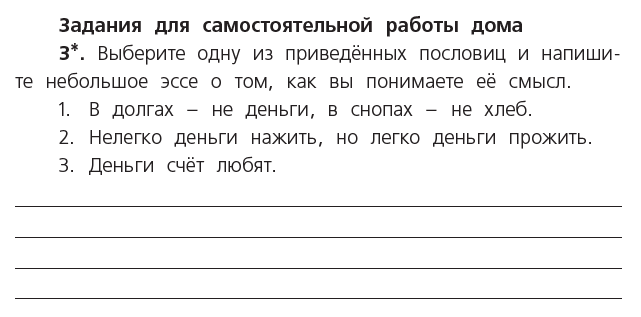 Задания для самостоятельной работы дома
3*. Выберите одну из приведённых пословиц и напиши-
те небольшое эссе о том, как вы понимаете её смысл.
1. В долгах – не деньги, в снопах – не хлеб.
2. Нелегко деньги нажить, но легко деньги прожить.
3. Деньги счёт любят.